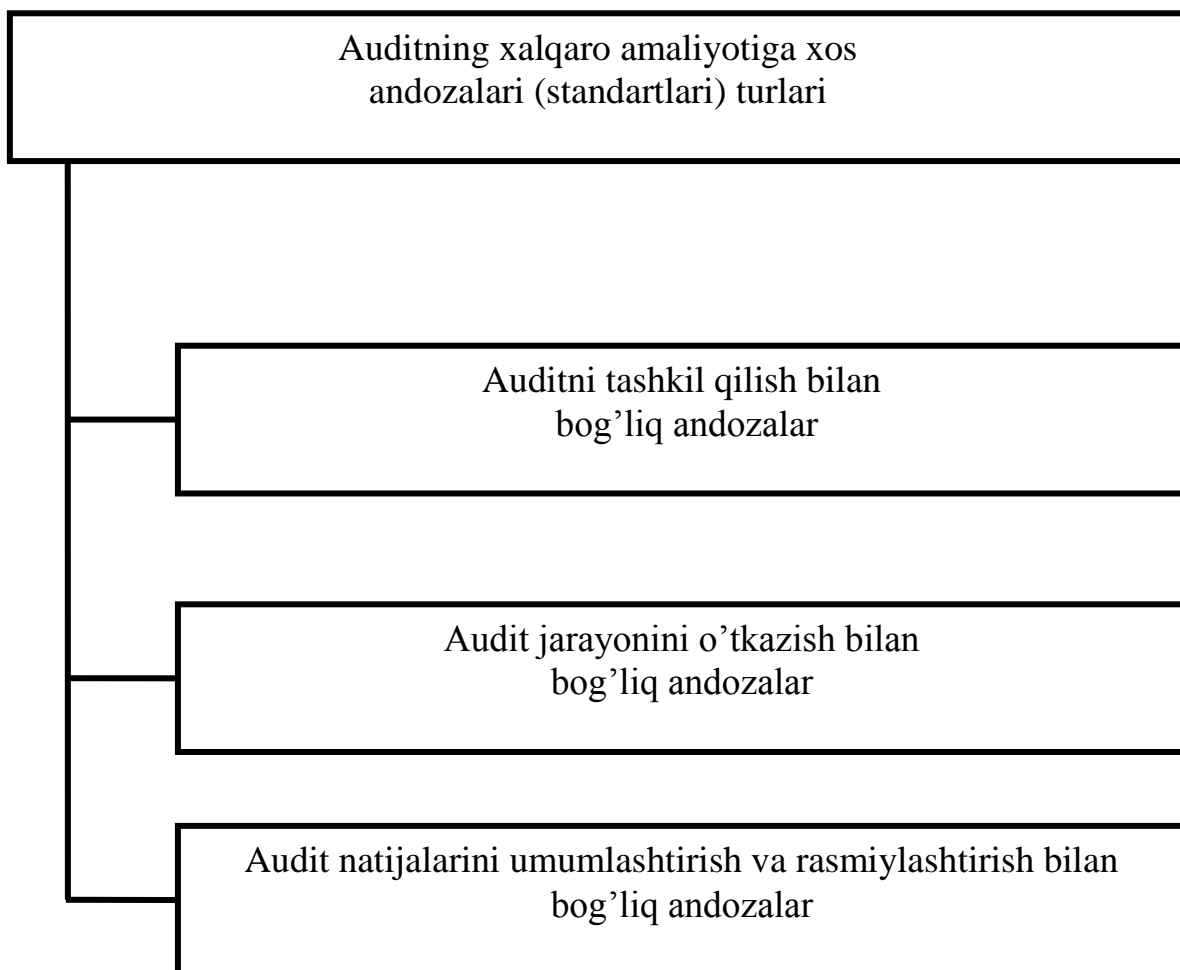 Auditning xalqaro amaliyotiga xos
andozalari (standartlari) turlari
Auditni tashkil qilish bilan
bog’liq andozalar
Audit jarayonini o’tkazish bilan
bog’liq andozalar
Audit natijalarini umumlashtirish va rasmiylashtirish bilan
bog’liq andozalar